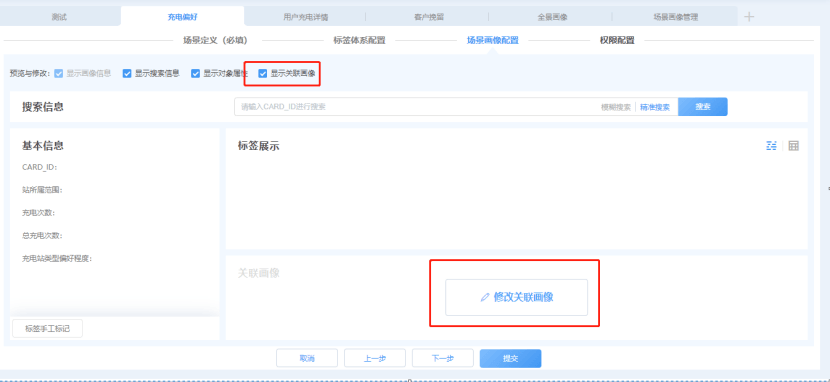 测试 充电偏好 用户充电详情 客户挽留 全景画像 场景画像管理
场景定义（必填） 标签体系配置 场景画像配置 权限配置
预览与修改： 显示画像信息 显示搜索信息 显示对象属性 显示关联画像
搜索信息 请输入CARD_ID进行搜索 模糊搜索 精准搜索 搜索
基本信息
CARD_ID：
站所属范围：
充电次数：
总充电次数：
充电站类型偏好程度：
标签手工标记
标签展示
关联画像
修改关联画像
取消 上一步 下一步 提交